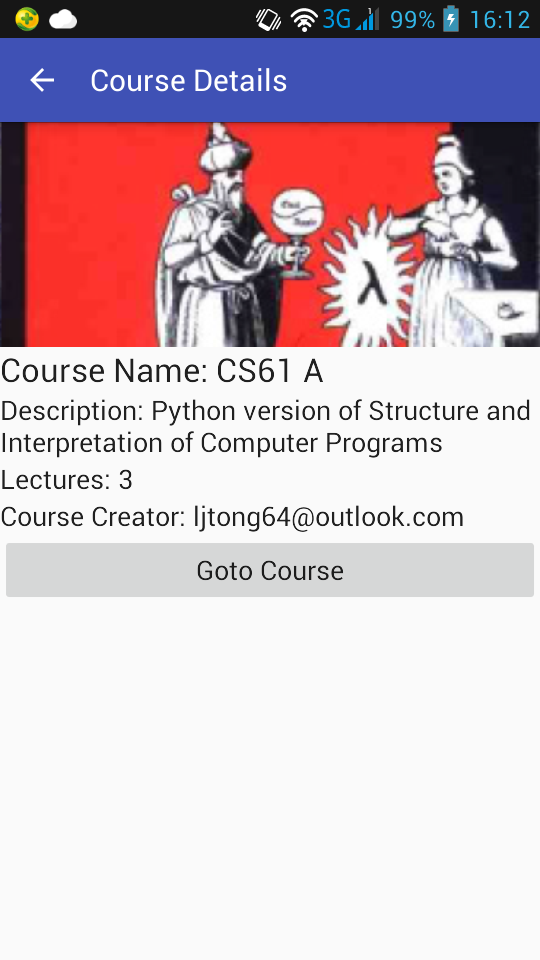 3G 1 99% 16:12
Course Details
λ
Course Name: CS61 A
Description: Python version of Structure and
Interpretation of Computer Programs
Lectures: 3
Course Creator: ljtong64@outlook.com
Goto Course